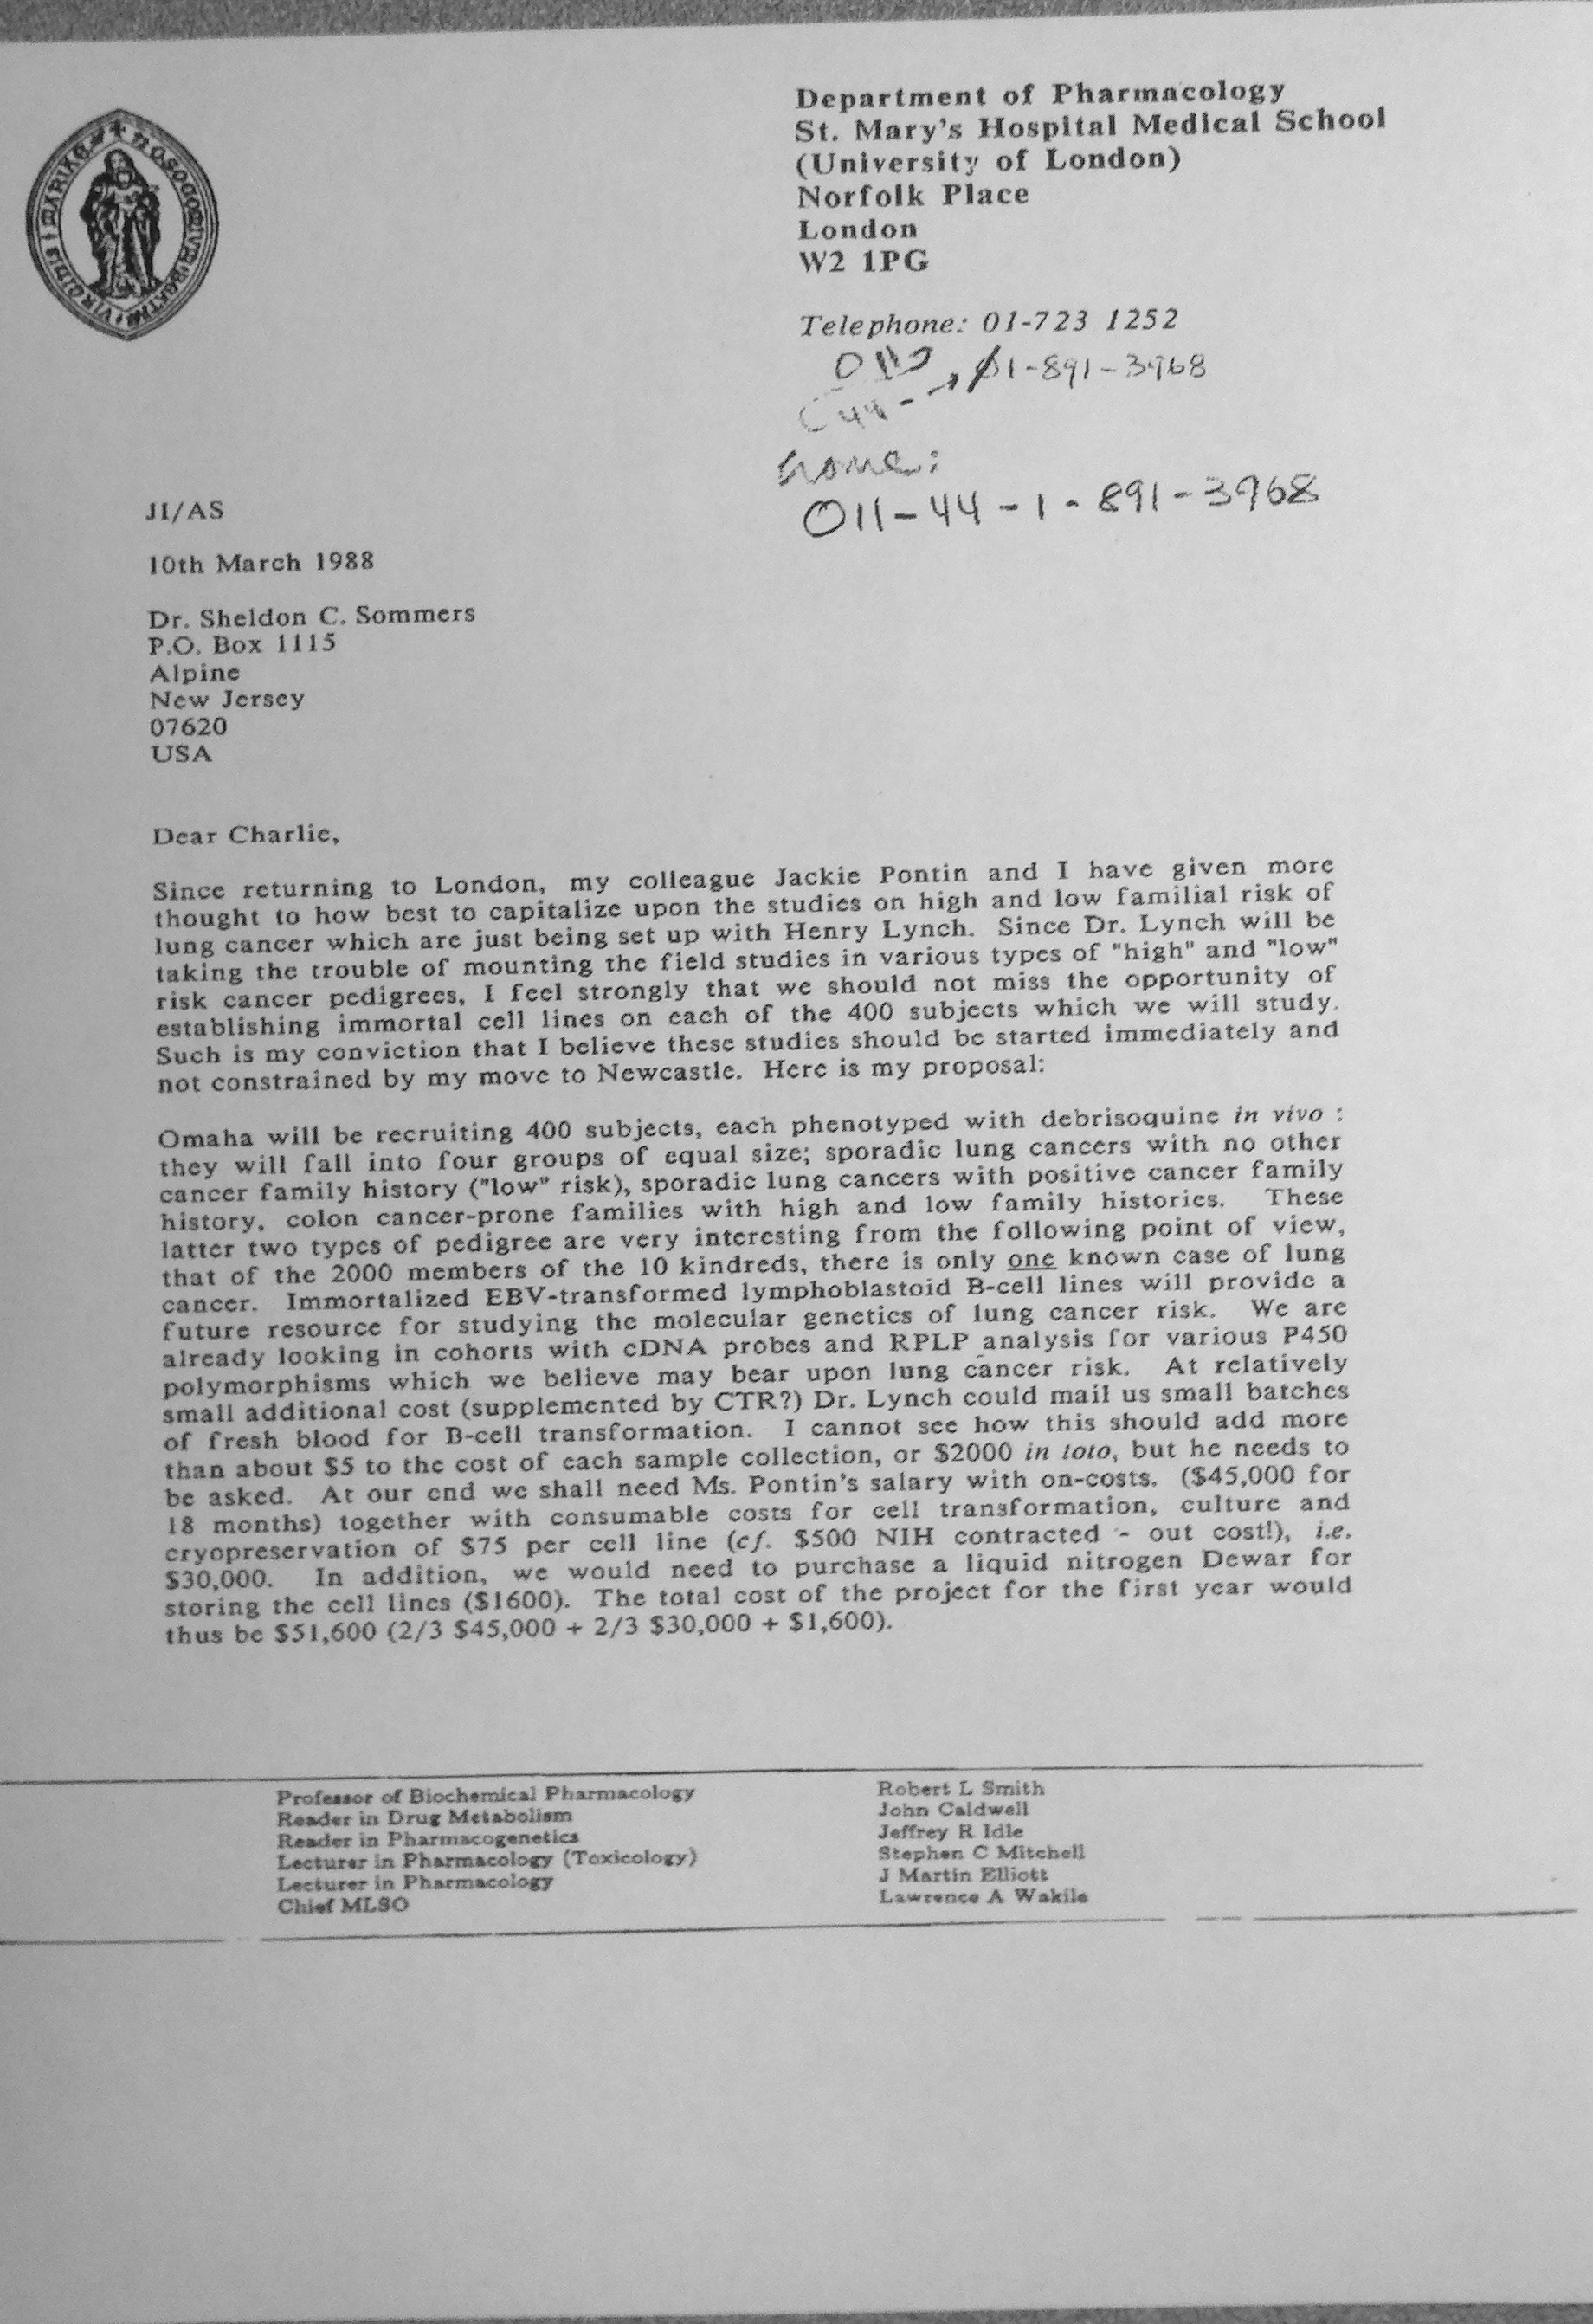 Department of Pharmacology
St. Mary's Hospital Medical School
(University of London)
Norfolk Place
London
W2 1PG
Telephone: 01-723 1252
011 01-891-3968
44 -
home:
011-44-1-891-3968
JI/AS
10th March 1988
Dr. Sheldon C. Sommers
P.O. Box 1115
Alpine
New Jersey
07620
USA
Dear Charlie,
Since returning to London, my colleague Jackie Pontin and I have given more
thought to how best to capitalize upon the studies on high and low familial risk of
lung cancer which are just being set up with Henry Lynch. Since Dr. Lynch will be
taking the trouble of mounting the field studies in various types of "high" and "low"
risk cancer pedigrees, I feel strongly that we should not miss the opportunity of
establishing immortal cell lines on each of the 400 subjects which we will study.
Such is my conviction that I believe these studies should be started immediately and
not constrained by my move to Newcastle. Here is my proposal:
Omaha will be recruiting 400 subjects, each phenotyped with debrisoquine in vivo :
they will fall into four groups of equal size; sporadic lung cancers with no other
cancer family history ("low" risk), sporadic lung cancers with positive cancer family
history, colon cancer-prone families with high and low family histories. These
latter two types of pedigree are very interesting from the following point of view,
that of the 2000 members of the 10 kindreds, there is only one known case of lung
cancer. Immortalized EBV-transformed lymphoblastoid B-cell lines will provide a
future resource for studying the molecular genetics of lung cancer risk. We are
already looking in cohorts with cDNA probes and RPLP analysis for various P450
polymorphisms which we believe may bear upon lung cancer risk. At relatively
small additional cost (supplemented by CTR?) Dr. Lynch could mail us small batches
of fresh blood for B-cell transformation. I cannot see how this should add more
than about $5 to the cost of each sample collection, or $2000 in toto, but he needs to
be asked. At our end we shall need Ms. Pontin's salary with on-costs. ($45,000 for
18 months) together with consumable costs for cell transformation, culture and
cryopreservation of $75 per cell line (cf. $500 NIH contracted - out cost!), i.e.
$30,000. In addition, we would need to purchase a liquid nitrogen Dewar for
storing the cell lines ($1600). The total cost of the project for the first year would
thus be $51,600 (2/3 $45,000 + 2/3 $30,000 + $1,600).
Professor of Biochemical Pharmacology Robert L Smith
Reader in Drug Metabolism John Caldwell
Reader in Pharmacogenetics Jeffrey R Idle
Lecturer in Pharmacology (Toxicology) Stephen C Mitchell
Lecturer in Pharmacology J Martin Elliott
Chief MLSO Lawrence A Wakile